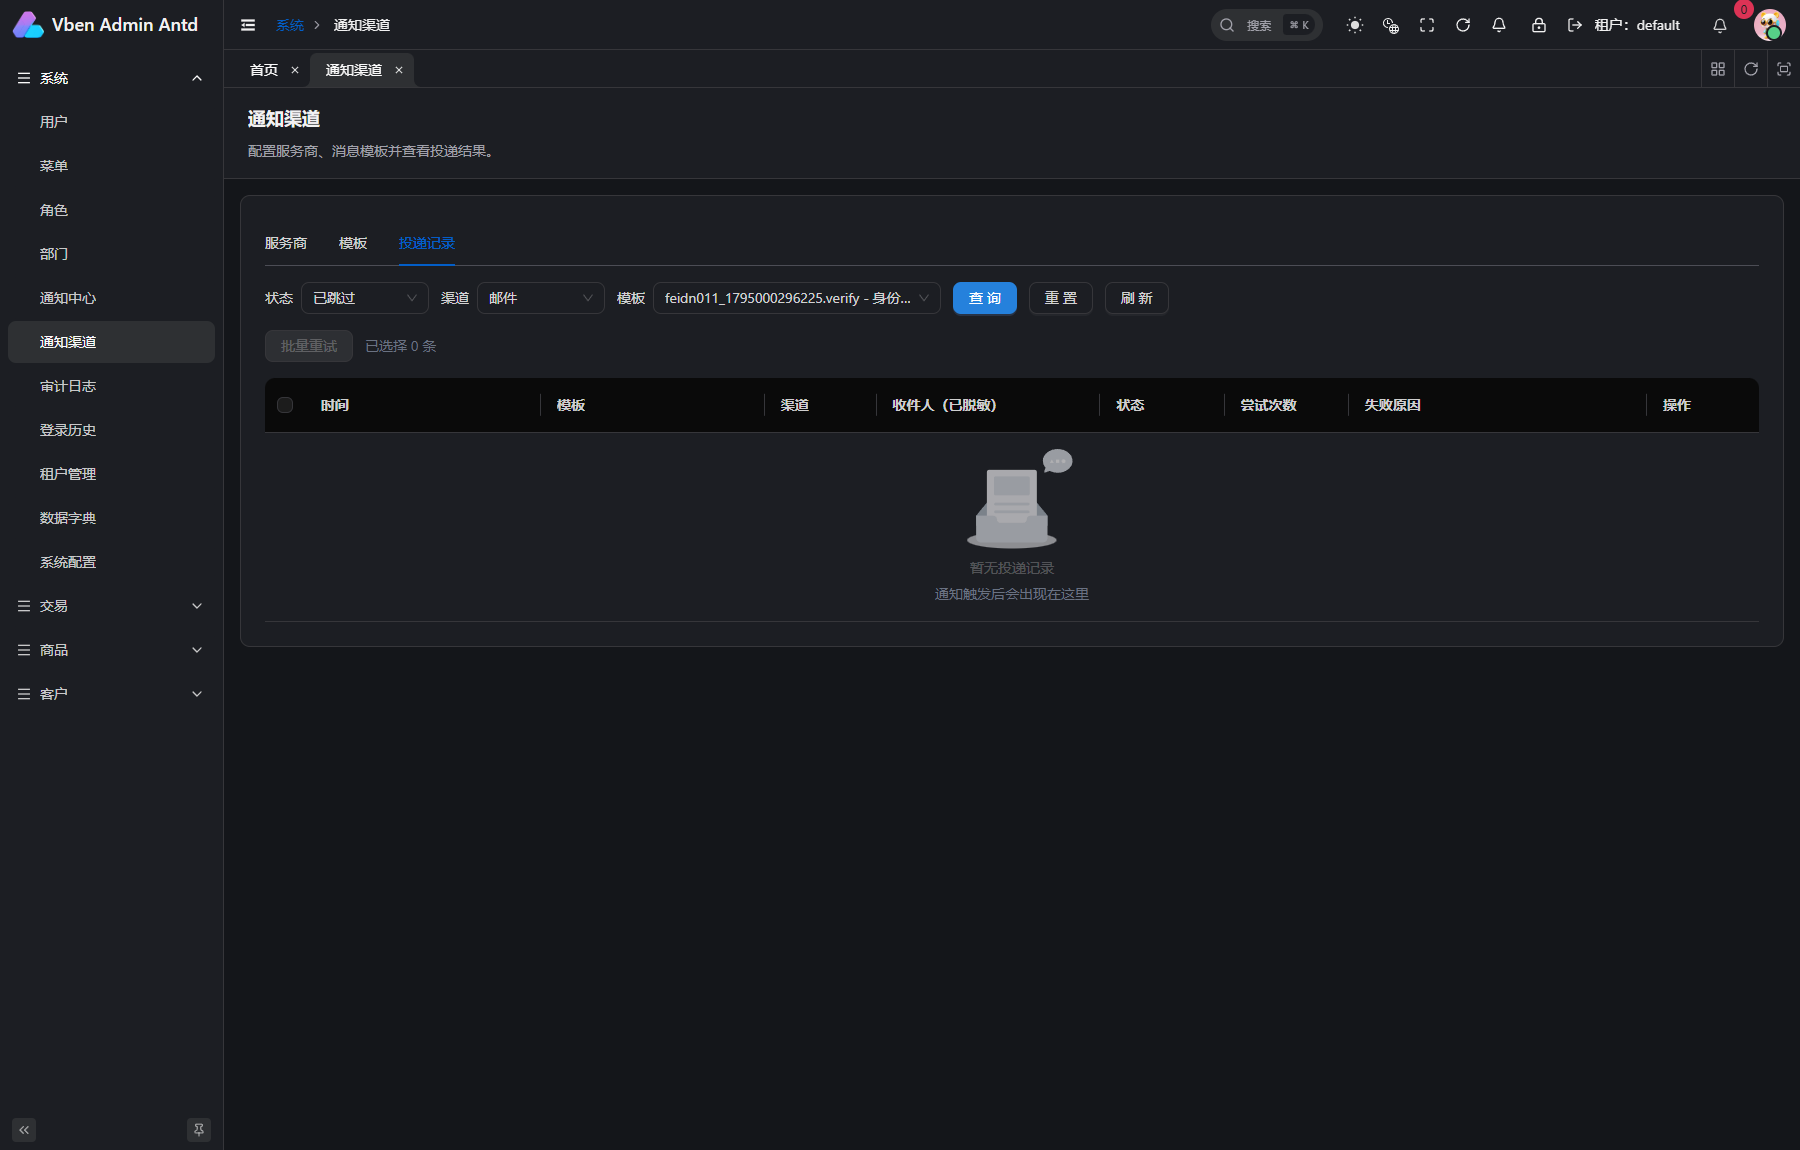 Vben Admin Antd
系统
用户
菜单
角色
部门
通知中心
通知渠道
审计日志
登录历史
租户管理
数据字典
系统配置
交易
商品
客户
系统 > 通知渠道
搜索 ⌘ K
租户：default
0
首页
通知渠道
通知渠道
配置服务商、消息模板并查看投递结果。
服务商 模板 投递记录
状态 已跳过 渠道 邮件 模板 feidn011_1795000296225.verify - 身份... 查 询 重 置 刷 新
批量重试 已选择 0 条
时间 模板 渠道 收件人（已脱敏） 状态 尝试次数 失败原因 操作
暂无投递记录
通知触发后会出现在这里